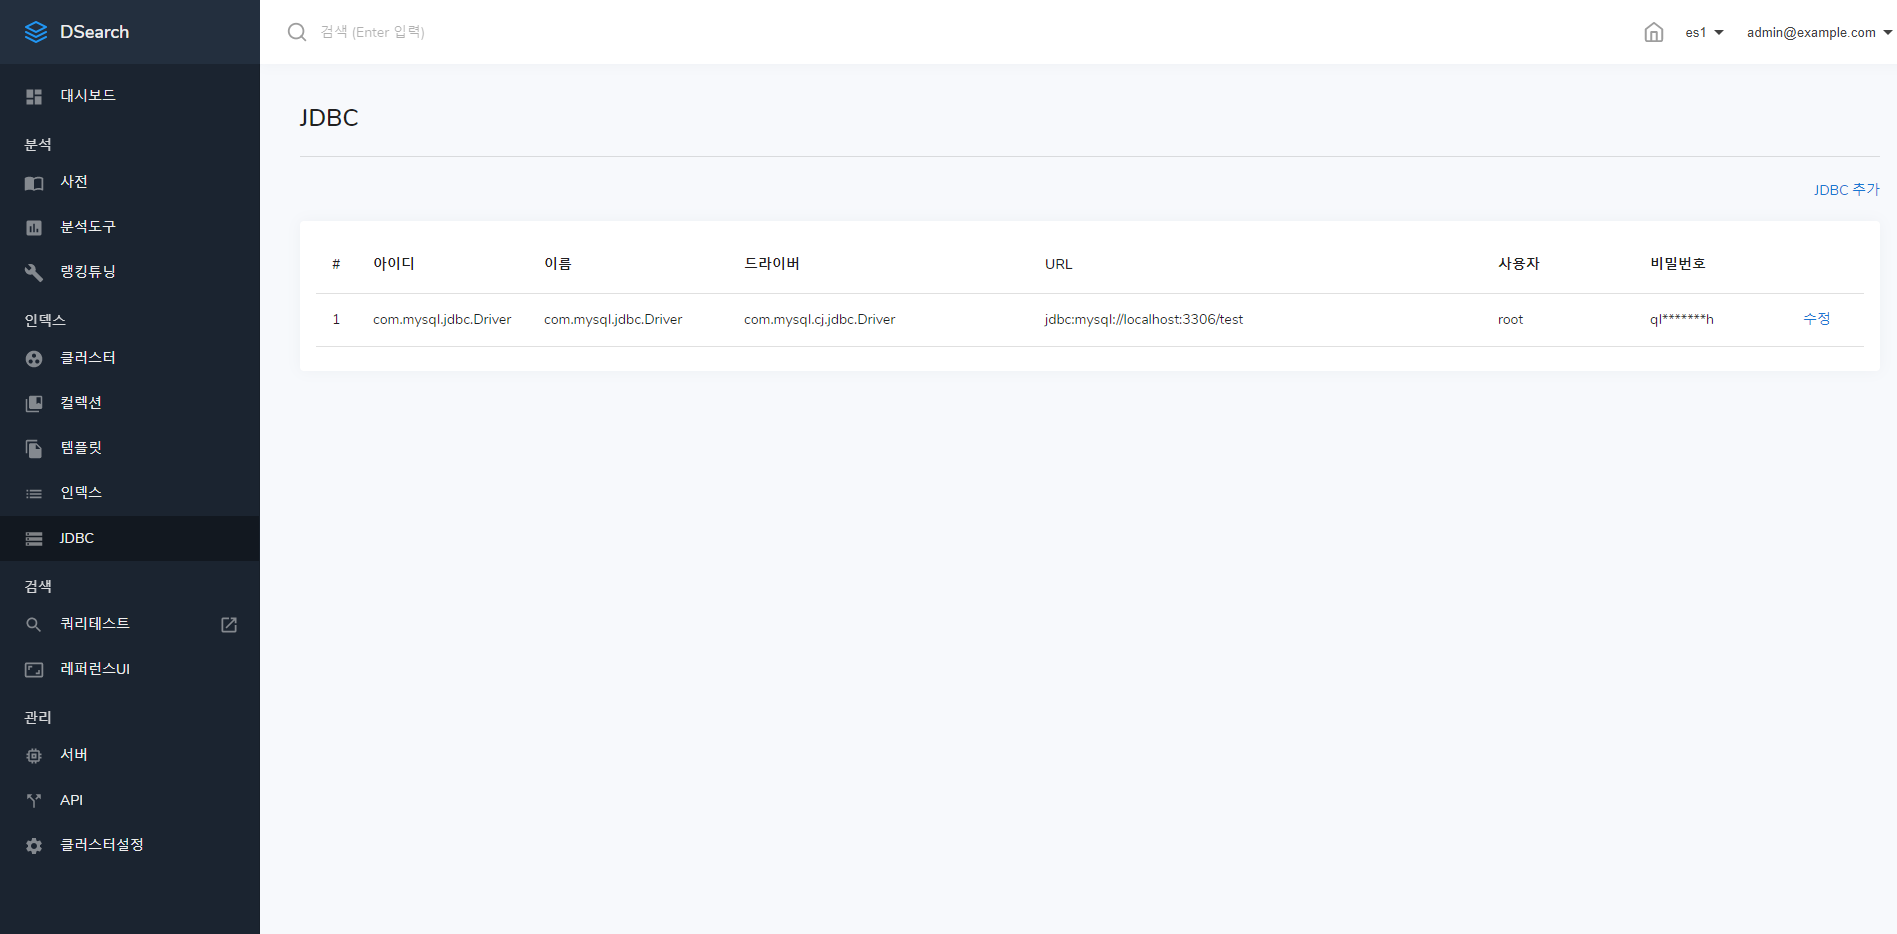 DSearch
검색 (Enter 입력)
es1
admin@example.com
대시보드
분석
사전
분석도구
랭킹튜닝
인덱스
클러스터
컬렉션
템플릿
인덱스
JDBC
검색
쿼리테스트
레퍼런스UI
관리
서버
API
클러스터설정
JDBC
JDBC 추가
# 아이디 이름 드라이버 URL 사용자 비밀번호
1 com.mysql.jdbc.Driver com.mysql.jdbc.Driver com.mysql.cj.jdbc.Driver jdbc:mysql://localhost:3306/test root ql*******h 수정